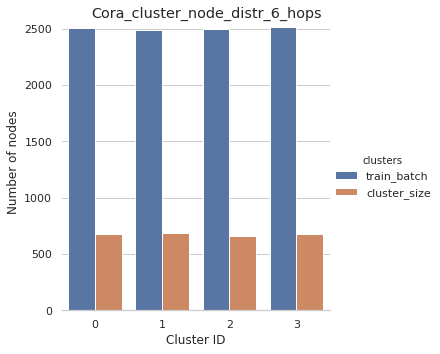 Cora_cluster_node_distr_6_hops
2500
2000
1500
1000
500
0
Number of nodes
0 1 2 3
Cluster ID
clusters
train_batch
cluster_size